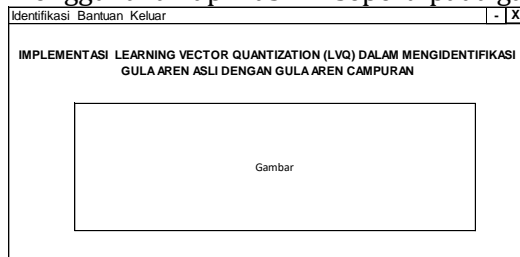 Identifikasi Bantuan Keluar - X
IMPLEMENTASI LEARNING VECTOR QUANTIZATION (LVQ) DALAM MENGIDENTIFIKASI
GULA AREN ASLI DENGAN GULA AREN CAMPURAN
Gambar